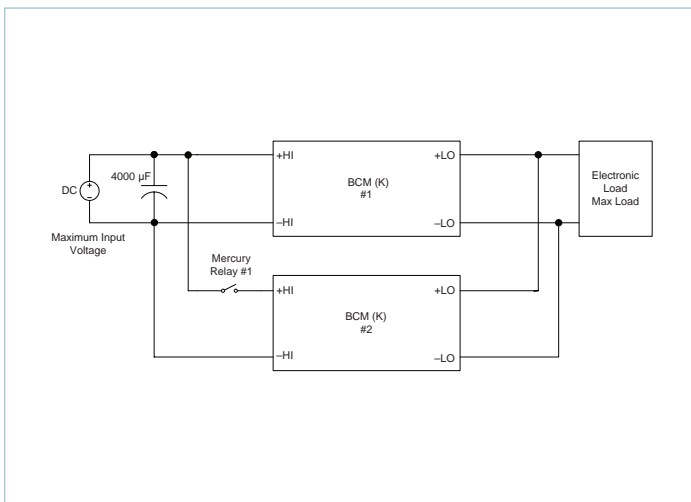 +HI
+LO
4000 µF
BCM (K)
#1
Electronic
Load
Max Load
DC
+
–
–HI
–LO
Maximum Input
Voltage
Mercury
Relay #1
+HI
+LO
BCM (K)
#2
–HI
–LO